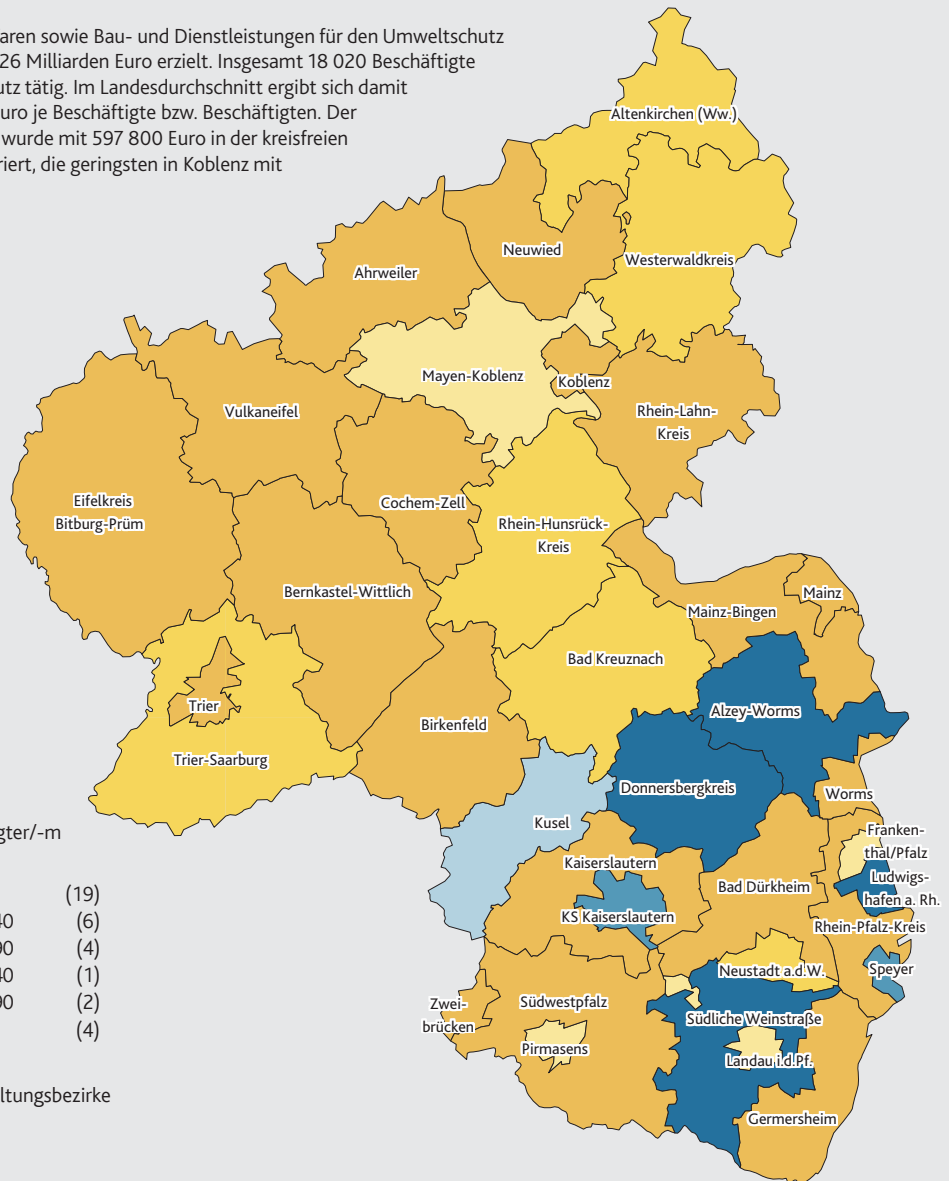 aren sowie Bau- und Dienstleistungen für den Umweltschutz
26 Milliarden Euro erzielt. Insgesamt 18 020 Beschäftigte
utz tätig. Im Landesdurchschnitt ergibt sich damit
Euro je Beschäftigte bzw. Beschäftigten. Der
wurde mit 597 800 Euro in der kreisfreien
riert, die geringsten in Koblenz mit
Altenkirchen (Ww.)
Neuwied
Westerwaldkreis
Ahrweiler
Mayen-Koblenz
Koblenz
Vulkaneifel
Rhein-Lahn-
Kreis
Eifelkreis
Bitburg-Prüm
Cochem-Zell
Rhein-Hunsrück-
Kreis
Bernkastel-Wittlich
Mainz
Mainz-Bingen
Bad Kreuznach
Trier
Alzey-Worms
Birkenfeld
Trier-Saarburg
Donnersbergkreis
Worms
Kusel
Franken-
thal/Pfalz
Kaiserslautern
Ludwigs-
hafen a. Rh.
Bad Dürkheim
KS Kaiserslautern
Rhein-Pfalz-Kreis
Neustadt a.d.W.
Speyer
Zwei-
brücken
Südwestpfalz
Südliche Weinstraße
Pirmasens
Landau i.d.Pf.
Germersheim
gter/-m
(19)
40 (6)
90 (4)
40 (1)
90 (2)
(4)
ltungsbezirke